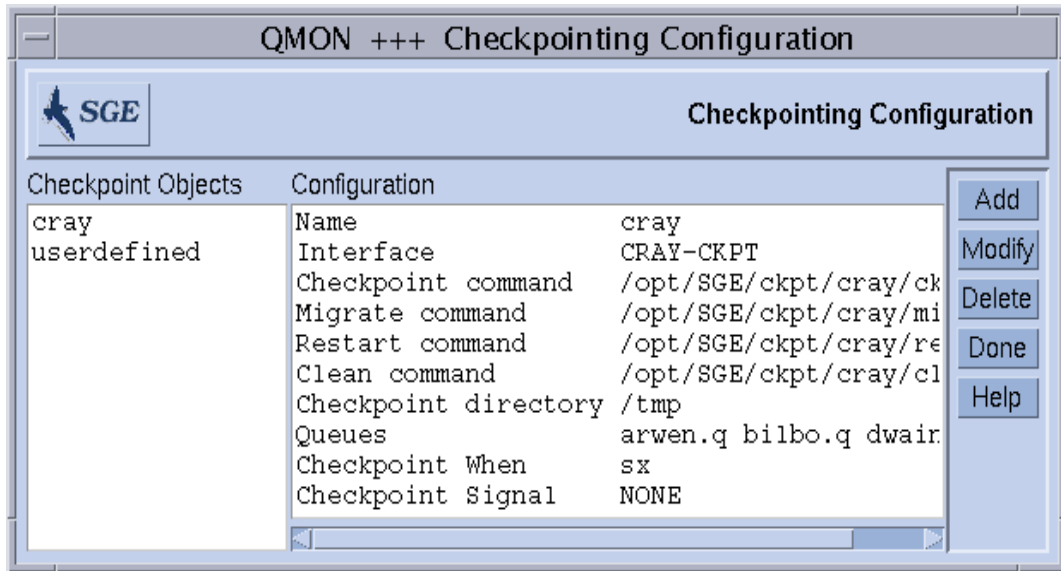 QMON +++ Checkpointing Configuration
SGE
Checkpointing Configuration
Checkpoint Objects
cray
userdefined
Configuration
Name cray
Interface CRAY-CKPT
Checkpoint command /opt/SGE/ckpt/cray/ck
Migrate command /opt/SGE/ckpt/cray/mi
Restart command /opt/SGE/ckpt/cray/re
Clean command /opt/SGE/ckpt/cray/cl
Checkpoint directory /tmp
Queues arwen.q bilbo.q dwain
Checkpoint When sx
Checkpoint Signal NONE
Add
Modify
Delete
Done
Help